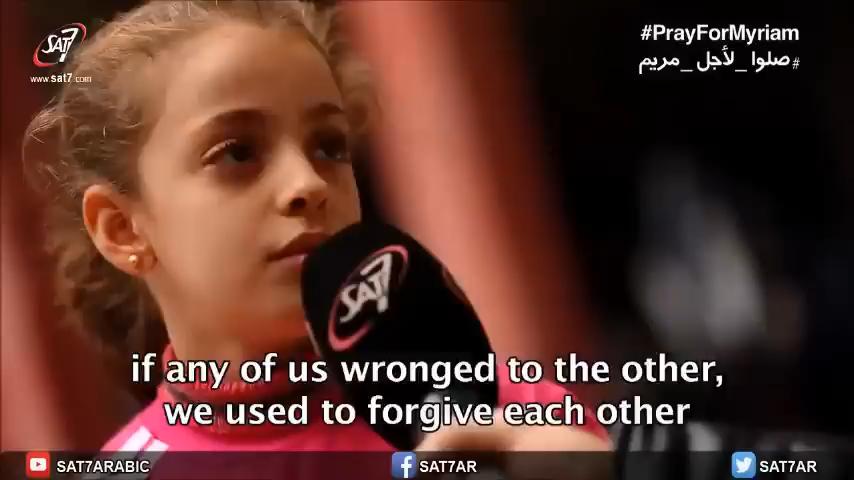 SAT7
www.sat7.com
#PrayForMyriam
#صلوا_لأجل_مريم
SAT7
if any of us wronged to the other,
we used to forgive each other
SAT7ARABIC
SAT7AR
SAT7AR